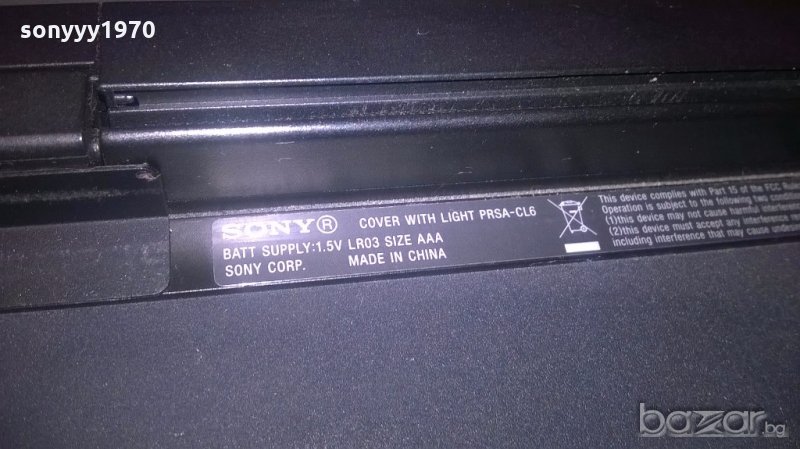 sonyyy1970
SONY® COVER WITH LIGHT PRSA-CL6
BATT SUPPLY:1.5V LR03 SIZE AAA
SONY CORP. MADE IN CHINA
This device complies with Part 15 of the FCC
Operation is subject to the following two
(1)this device may not cause harmful
(2)this device must accept any
including interference that may cause
bazar.bg